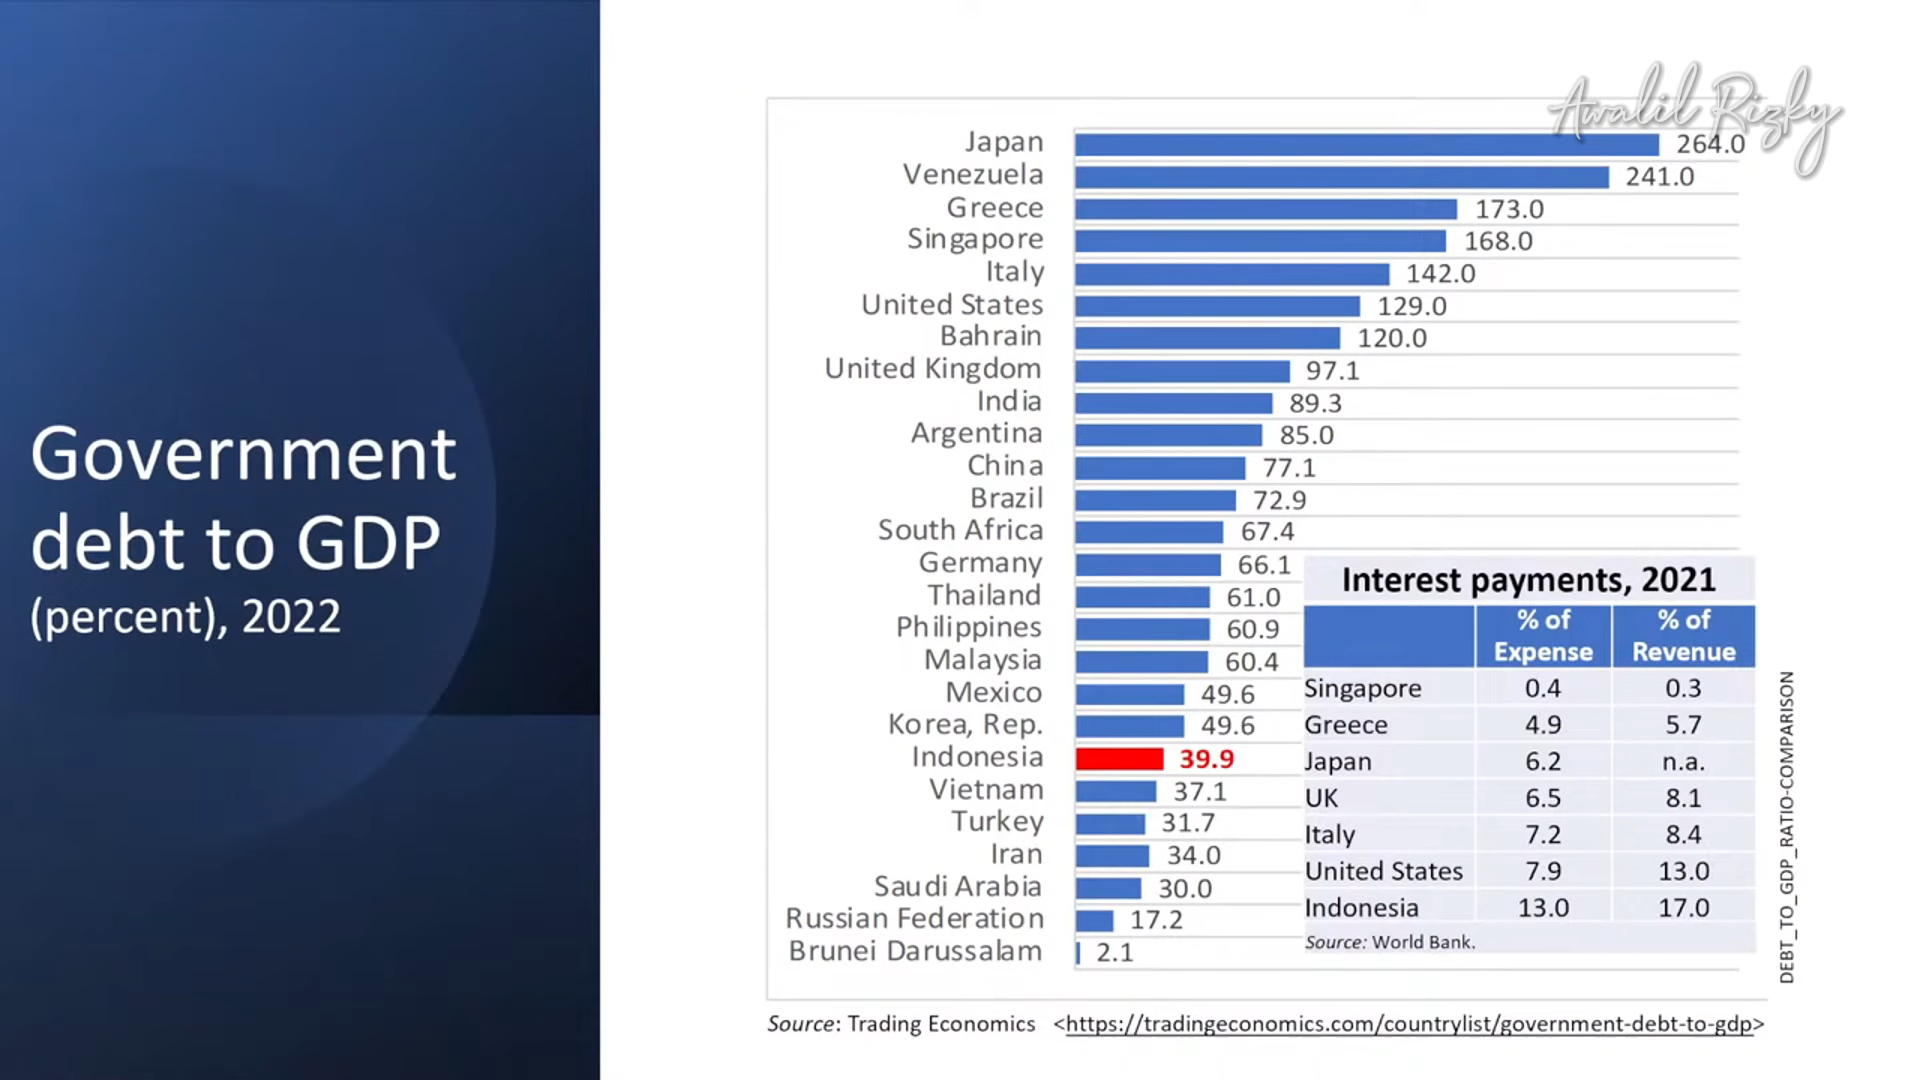 Government
debt to GDP
(percent), 2022
Awalil Rizky
Japan 264.0
Venezuela 241.0
Greece 173.0
Singapore 168.0
Italy 142.0
United States 129.0
Bahrain 120.0
United Kingdom 97.1
India 89.3
Argentina 85.0
China 77.1
Brazil 72.9
South Africa 67.4
Germany 66.1
Thailand 61.0
Philippines 60.9
Malaysia 60.4
Mexico 49.6
Korea, Rep. 49.6
Indonesia 39.9
Vietnam 37.1
Turkey 31.7
Iran 34.0
Saudi Arabia 30.0
Russian Federation 17.2
Brunei Darussalam 2.1
Interest payments, 2021
% of Expense % of Revenue
Singapore 0.4 0.3
Greece 4.9 5.7
Japan 6.2 n.a.
UK 6.5 8.1
Italy 7.2 8.4
United States 7.9 13.0
Indonesia 13.0 17.0
Source: World Bank.
DEBT_TO_GDP_RATIO-COMPARISON
Source: Trading Economics <https://tradingeconomics.com/countrylist/government-debt-to-gdp>